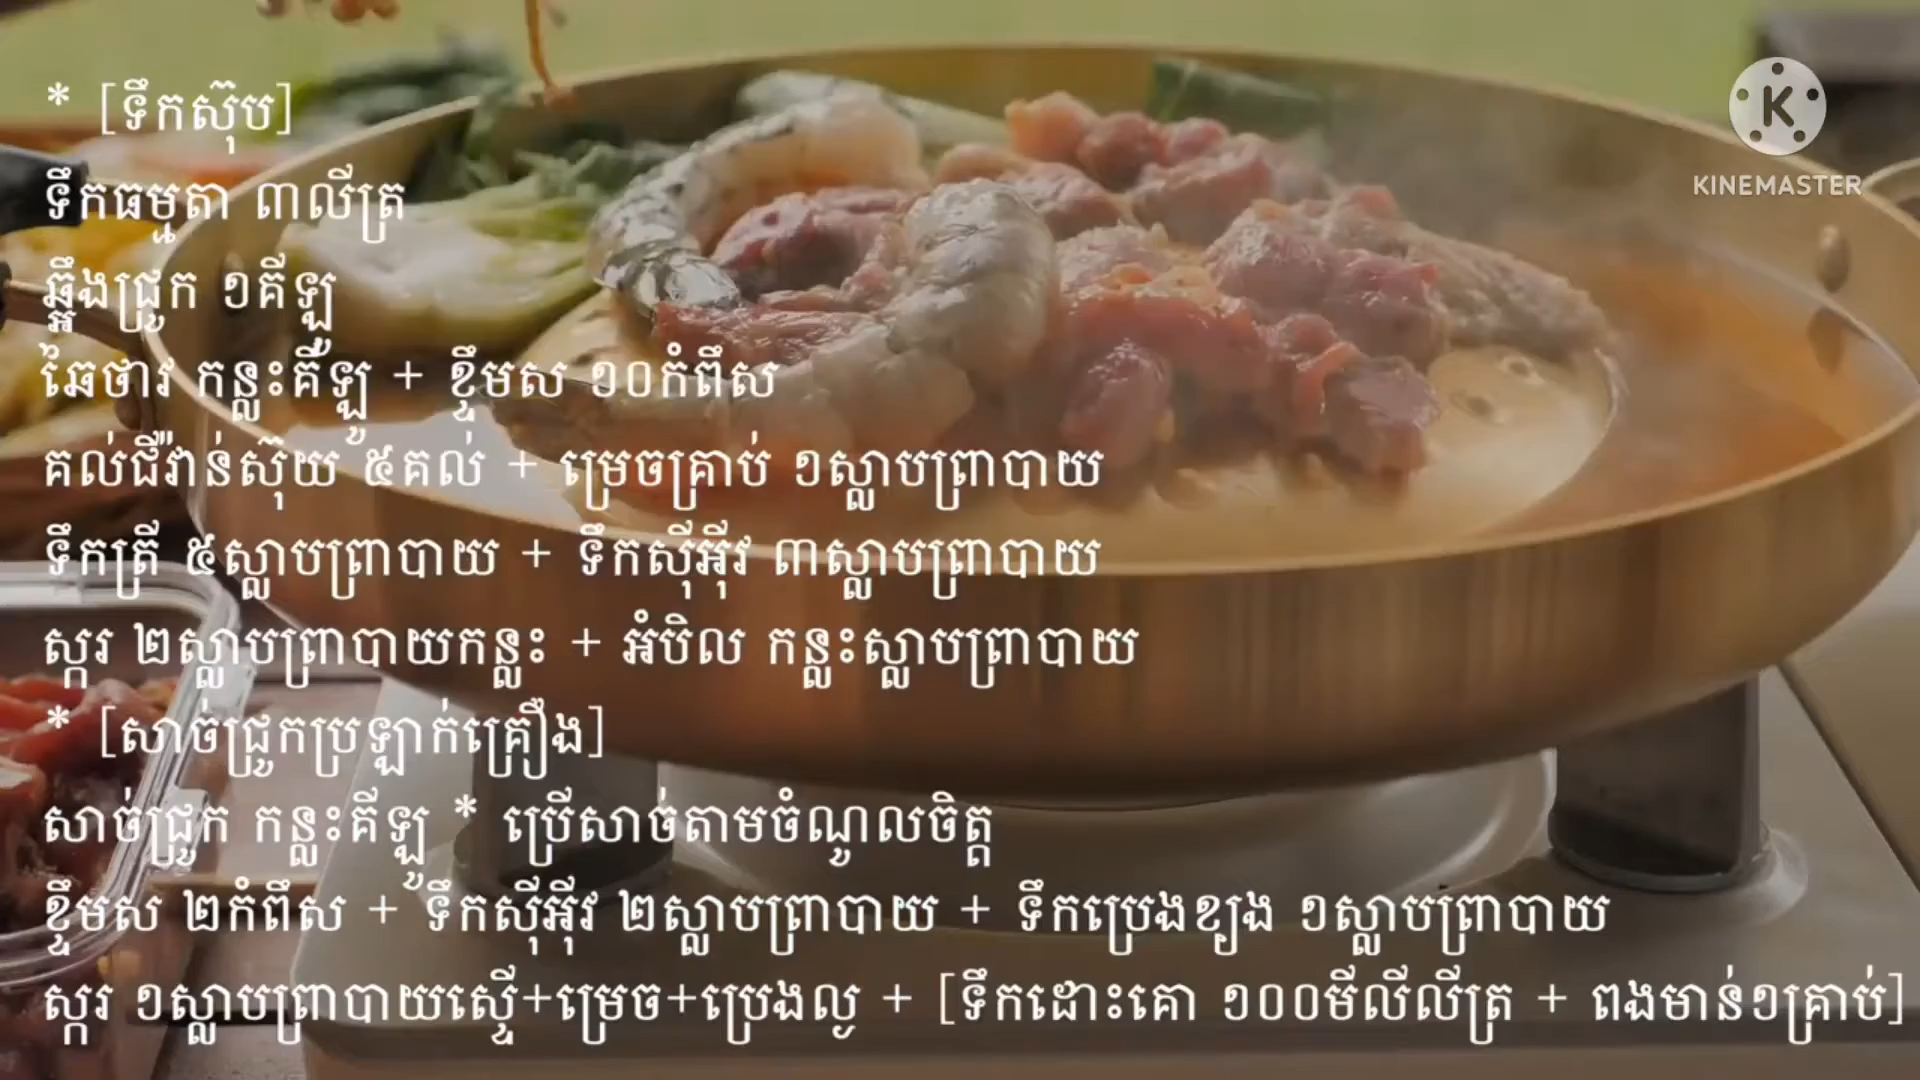 * [ទឹកស៊ុប]
KINEMASTER
ទឹកធម្មតា ៣លីត្រ
ឆ្អឹងជ្រូក ១គីឡូ
ឆៃថាវ កន្លះគីឡូ + ខ្ទឹមស ១០កំពឹស
គល់ជីវ៉ាន់ស៊ុយ ៥គល់ + ម្រេចគ្រាប់ ១ស្លាបព្រាបាយ
ទឹកត្រី ៥ស្លាបព្រាបាយ + ទឹកស៊ីអ៊ីវ ៣ស្លាបព្រាបាយ
ស្ករ ២ស្លាបព្រាបាយកន្លះ + អំបិល កន្លះស្លាបព្រាបាយ
* [សាច់ជ្រូកប្រឡាក់គ្រឿង]
សាច់ជ្រូក កន្លះគីឡូ * ប្រើសាច់តាមចំណូលចិត្ត
ខ្ទឹមស ២កំពឹស + ទឹកស៊ីអ៊ីវ ២ស្លាបព្រាបាយ + ទឹកប្រេងខ្យង ១ស្លាបព្រាបាយ
ស្ករ ១ស្លាបព្រាបាយស្ទើ+ម្រេច+ប្រេងល្ង + [ទឹកដោះគោ ១០០មីលីលីត្រ + ពងមាន់១គ្រាប់]